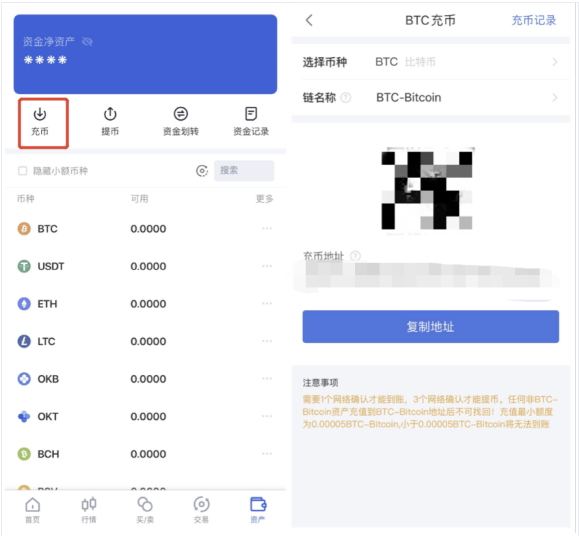 资金净资产
****
充币
提币
资金划转
资金记录
隐藏小额币种
搜索
币种 可用 更多
BTC 0.0000 ...
USDT 0.0000 ...
ETH 0.0000 ...
LTC 0.0000 ...
OKB 0.0000 ...
OKT 0.0000 ...
BCH 0.0000 ...
首页
行情
买/卖
交易
资产
BTC充币 充币记录
选择币种 BTC 比特币
链名称 BTC-Bitcoin
充币地址
复制地址
注意事项
需要1个网络确认才能到账、3个网络确认才能提币，任何非BTC-
Bitcoin资产充值到BTC-Bitcoin地址后不可找回！充值最小额度
为0.00005BTC-Bitcoin,小于0.00005BTC-Bitcoin将无法到账